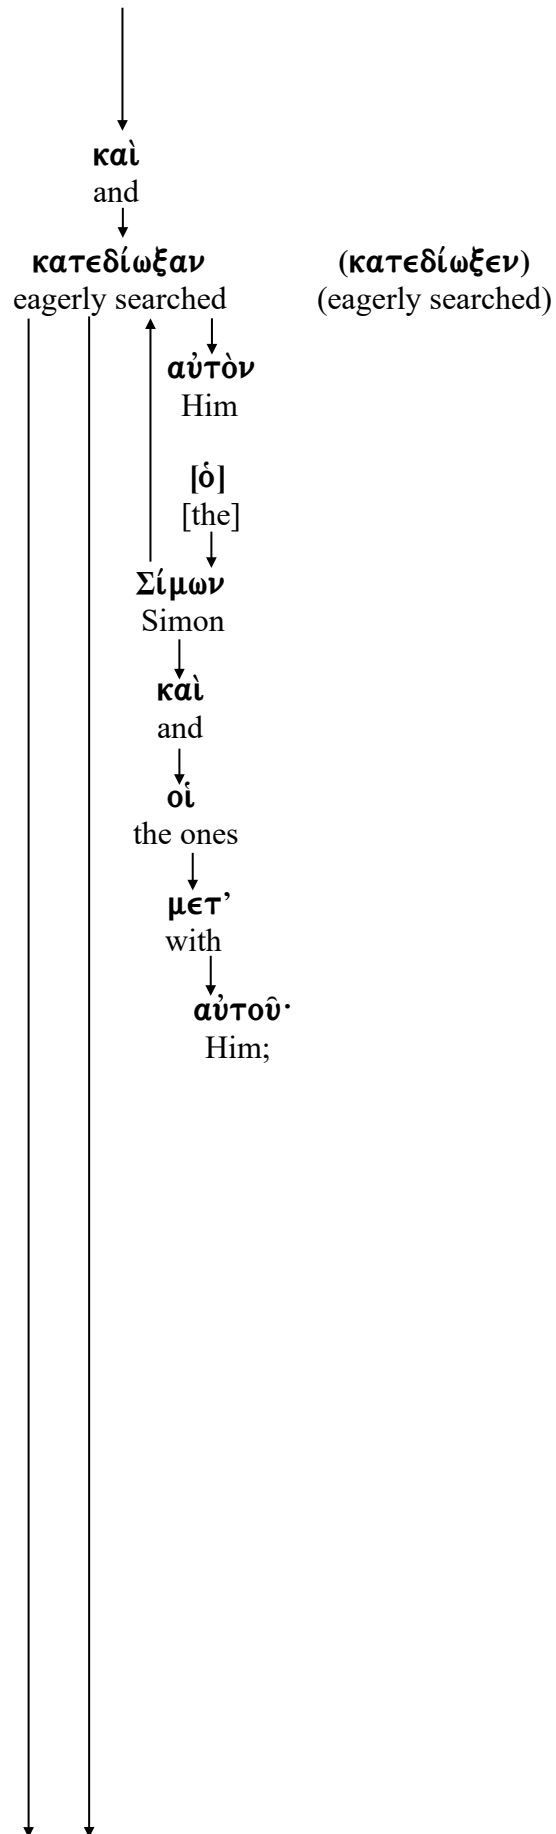 καὶ
and
κατεδίωξαν (κατεδίωξεν)
eagerly searched (eagerly searched)
αὐτὸν
Him
[ὁ]
[the]
Σίμων
Simon
καὶ
and
οἱ
the ones
μετ’
with
αὐτοῦ·
Him;